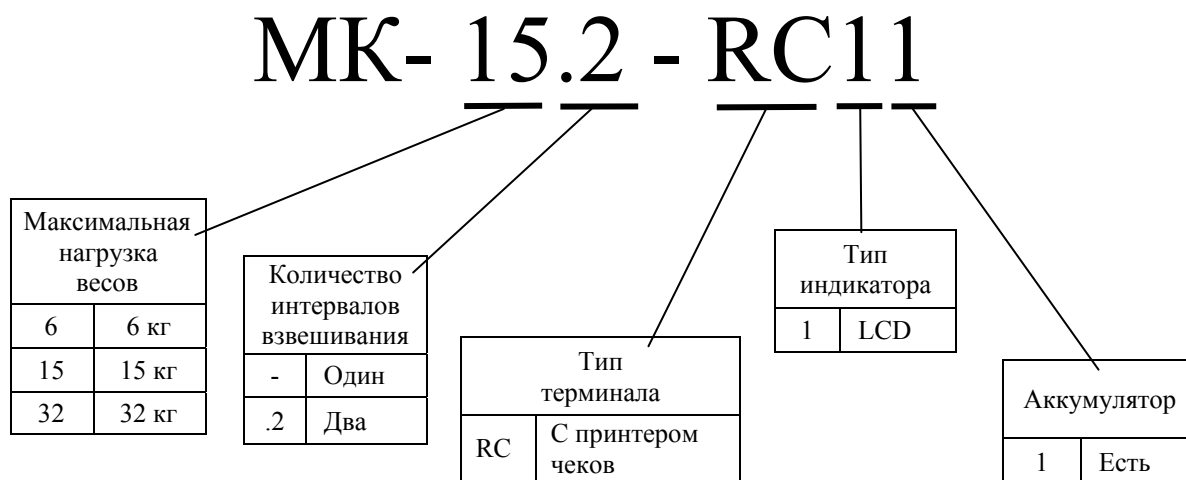 МК- 15.2 - RC11
Максимальная
нагрузка
весов
6 6 кг
15 15 кг
32 32 кг
Количество
интервалов
взвешивания
- Один
.2 Два
Тип
терминала
RC С принтером
чеков
Тип
индикатора
1 LCD
Аккумулятор
1 Есть